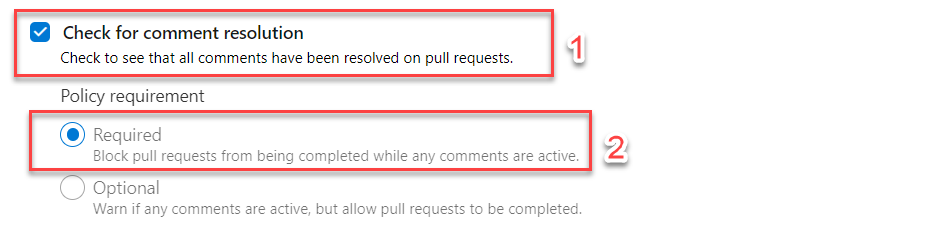 Check for comment resolution
1
Check to see that all comments have been resolved on pull requests.
Policy requirement
Required
2
Block pull requests from being completed while any comments are active.
Optional
Warn if any comments are active, but allow pull requests to be completed.